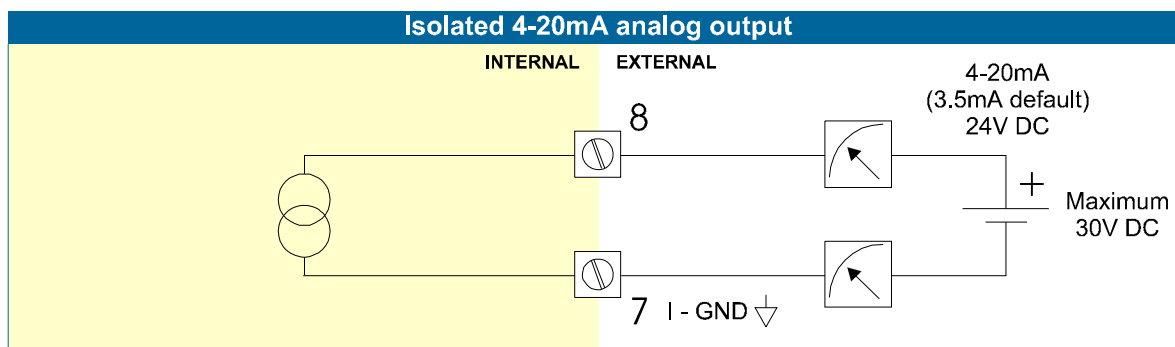 Isolated 4-20mA analog output
INTERNAL EXTERNAL
4-20mA
(3.5mA default)
24V DC
8
+
Maximum
30V DC
7 I - GND